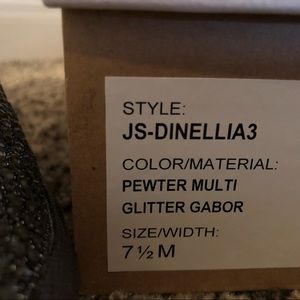 STYLE:
JS-DINELLIA3
COLOR/MATERIAL:
PEWTER MULTI
GLITTER GABOR
SIZE/WIDTH:
7 ½ M